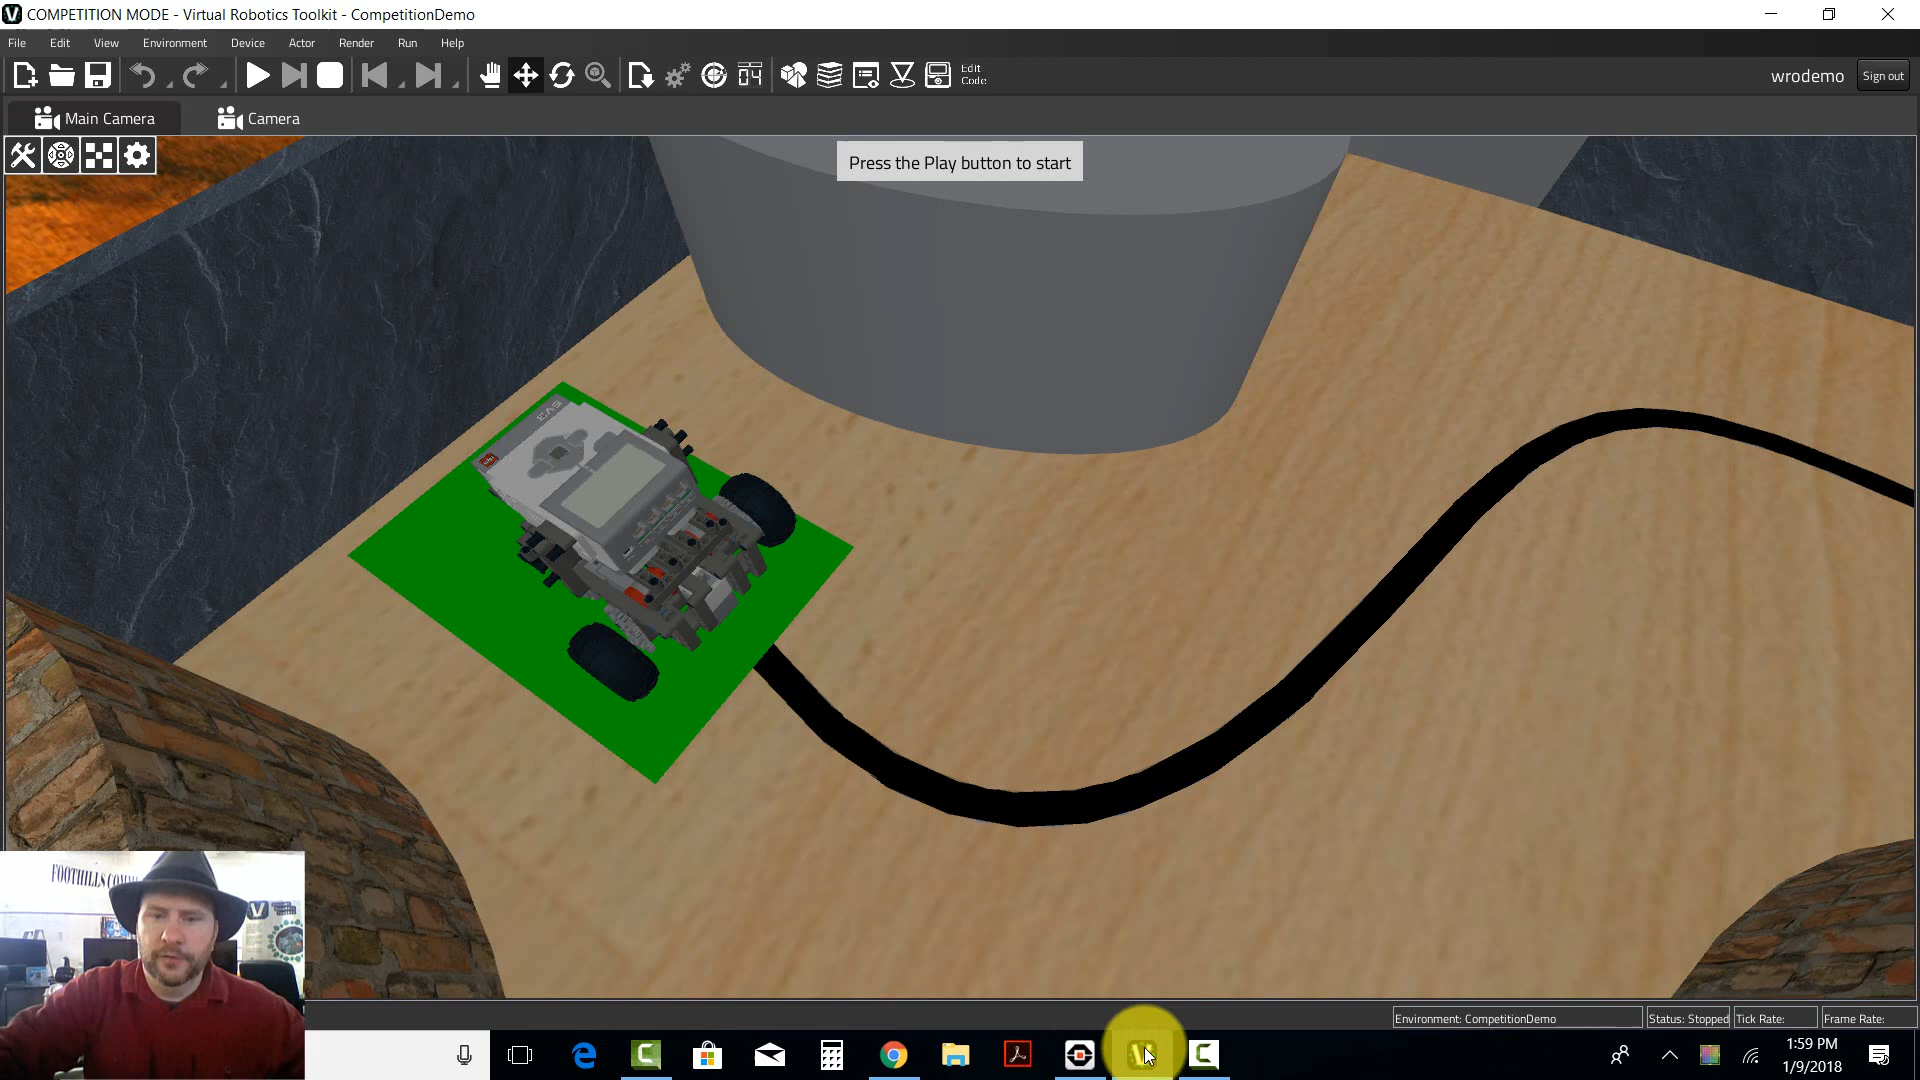 COMPETITION MODE - Virtual Robotics Toolkit - CompetitionDemo
File Edit View Environment Device Actor Render Run Help
04
Edit
Code
wrodemo
Sign out
Main Camera
Camera
Press the Play button to start
EV3
FOOTHILLS
Environment: CompetitionDemo
Status: Stopped
Tick Rate:
Frame Rate:
1:59 PM
1/9/2018